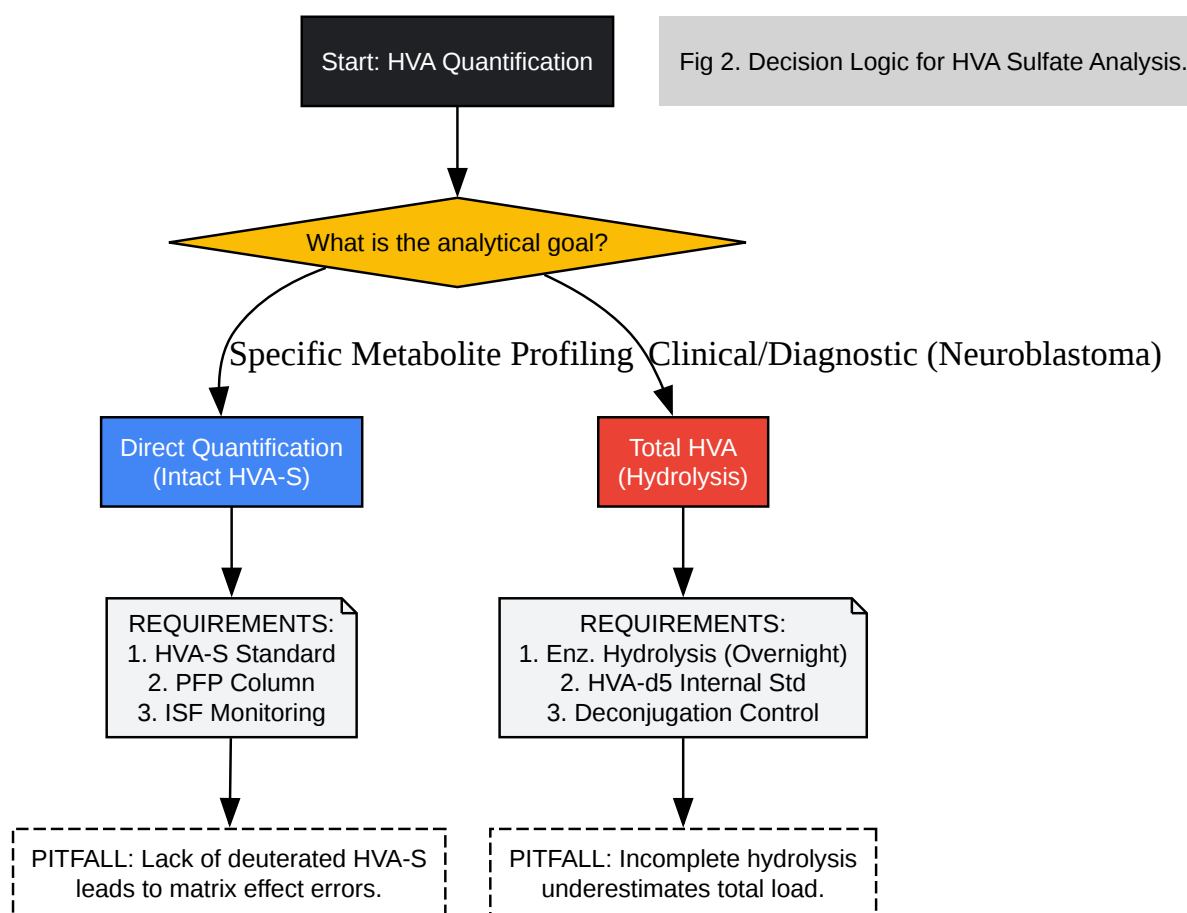 Start: HVA Quantification
Fig 2. Decision Logic for HVA Sulfate Analysis.
What is the analytical goal?
Specific Metabolite Profiling
Clinical/Diagnostic (Neuroblastoma)
Direct Quantification
(Intact HVA-S)
Total HVA
(Hydrolysis)
REQUIREMENTS:
1. HVA-S Standard
2. PFP Column
3. ISF Monitoring
REQUIREMENTS:
1. Enz. Hydrolysis (Overnight)
2. HVA-d5 Internal Std
3. Deconjugation Control
PITFALL: Lack of deuterated HVA-S
leads to matrix effect errors.
PITFALL: Incomplete hydrolysis
underestimates total load.